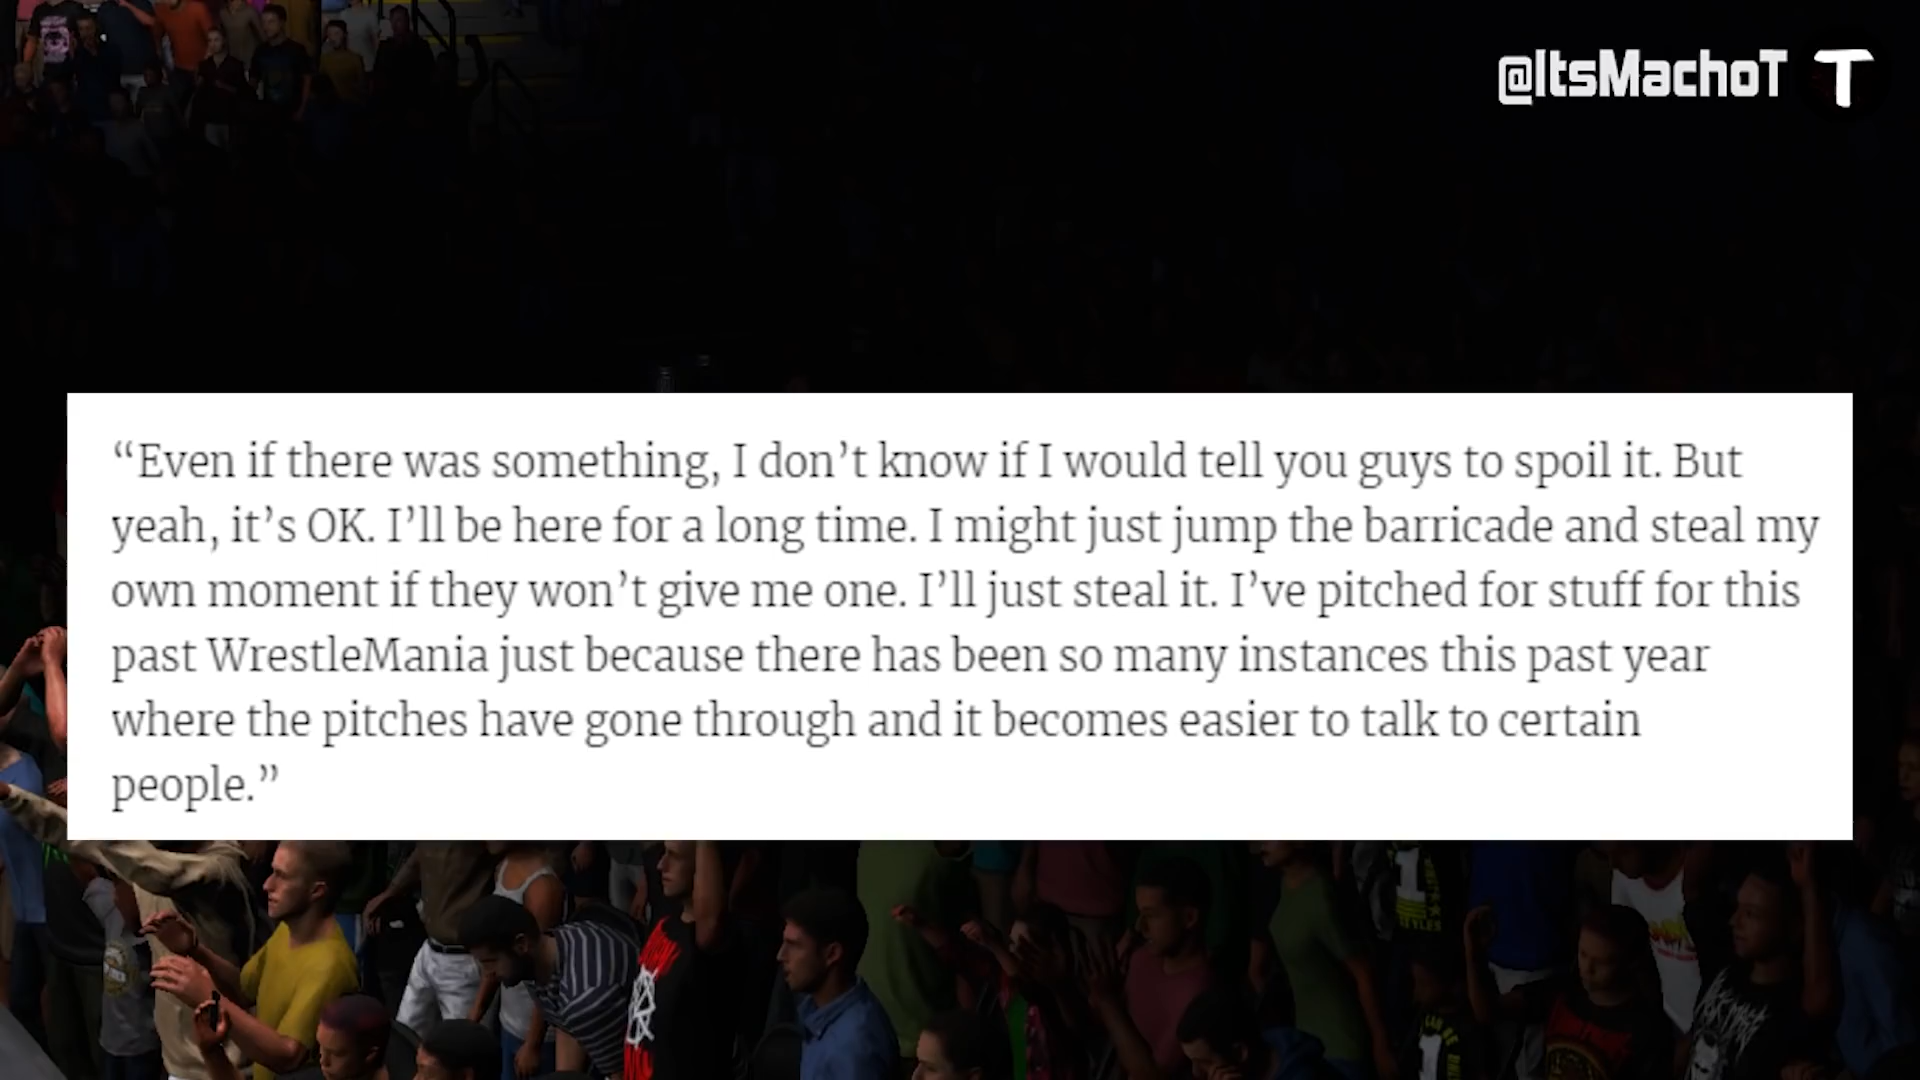 @ItsMachoT T
“Even if there was something, I don’t know if I would tell you guys to spoil it. But
yeah, it’s OK. I’ll be here for a long time. I might just jump the barricade and steal my
own moment if they won’t give me one. I’ll just steal it. I’ve pitched for stuff for this
past WrestleMania just because there has been so many instances this past year
where the pitches have gone through and it becomes easier to talk to certain
people.”